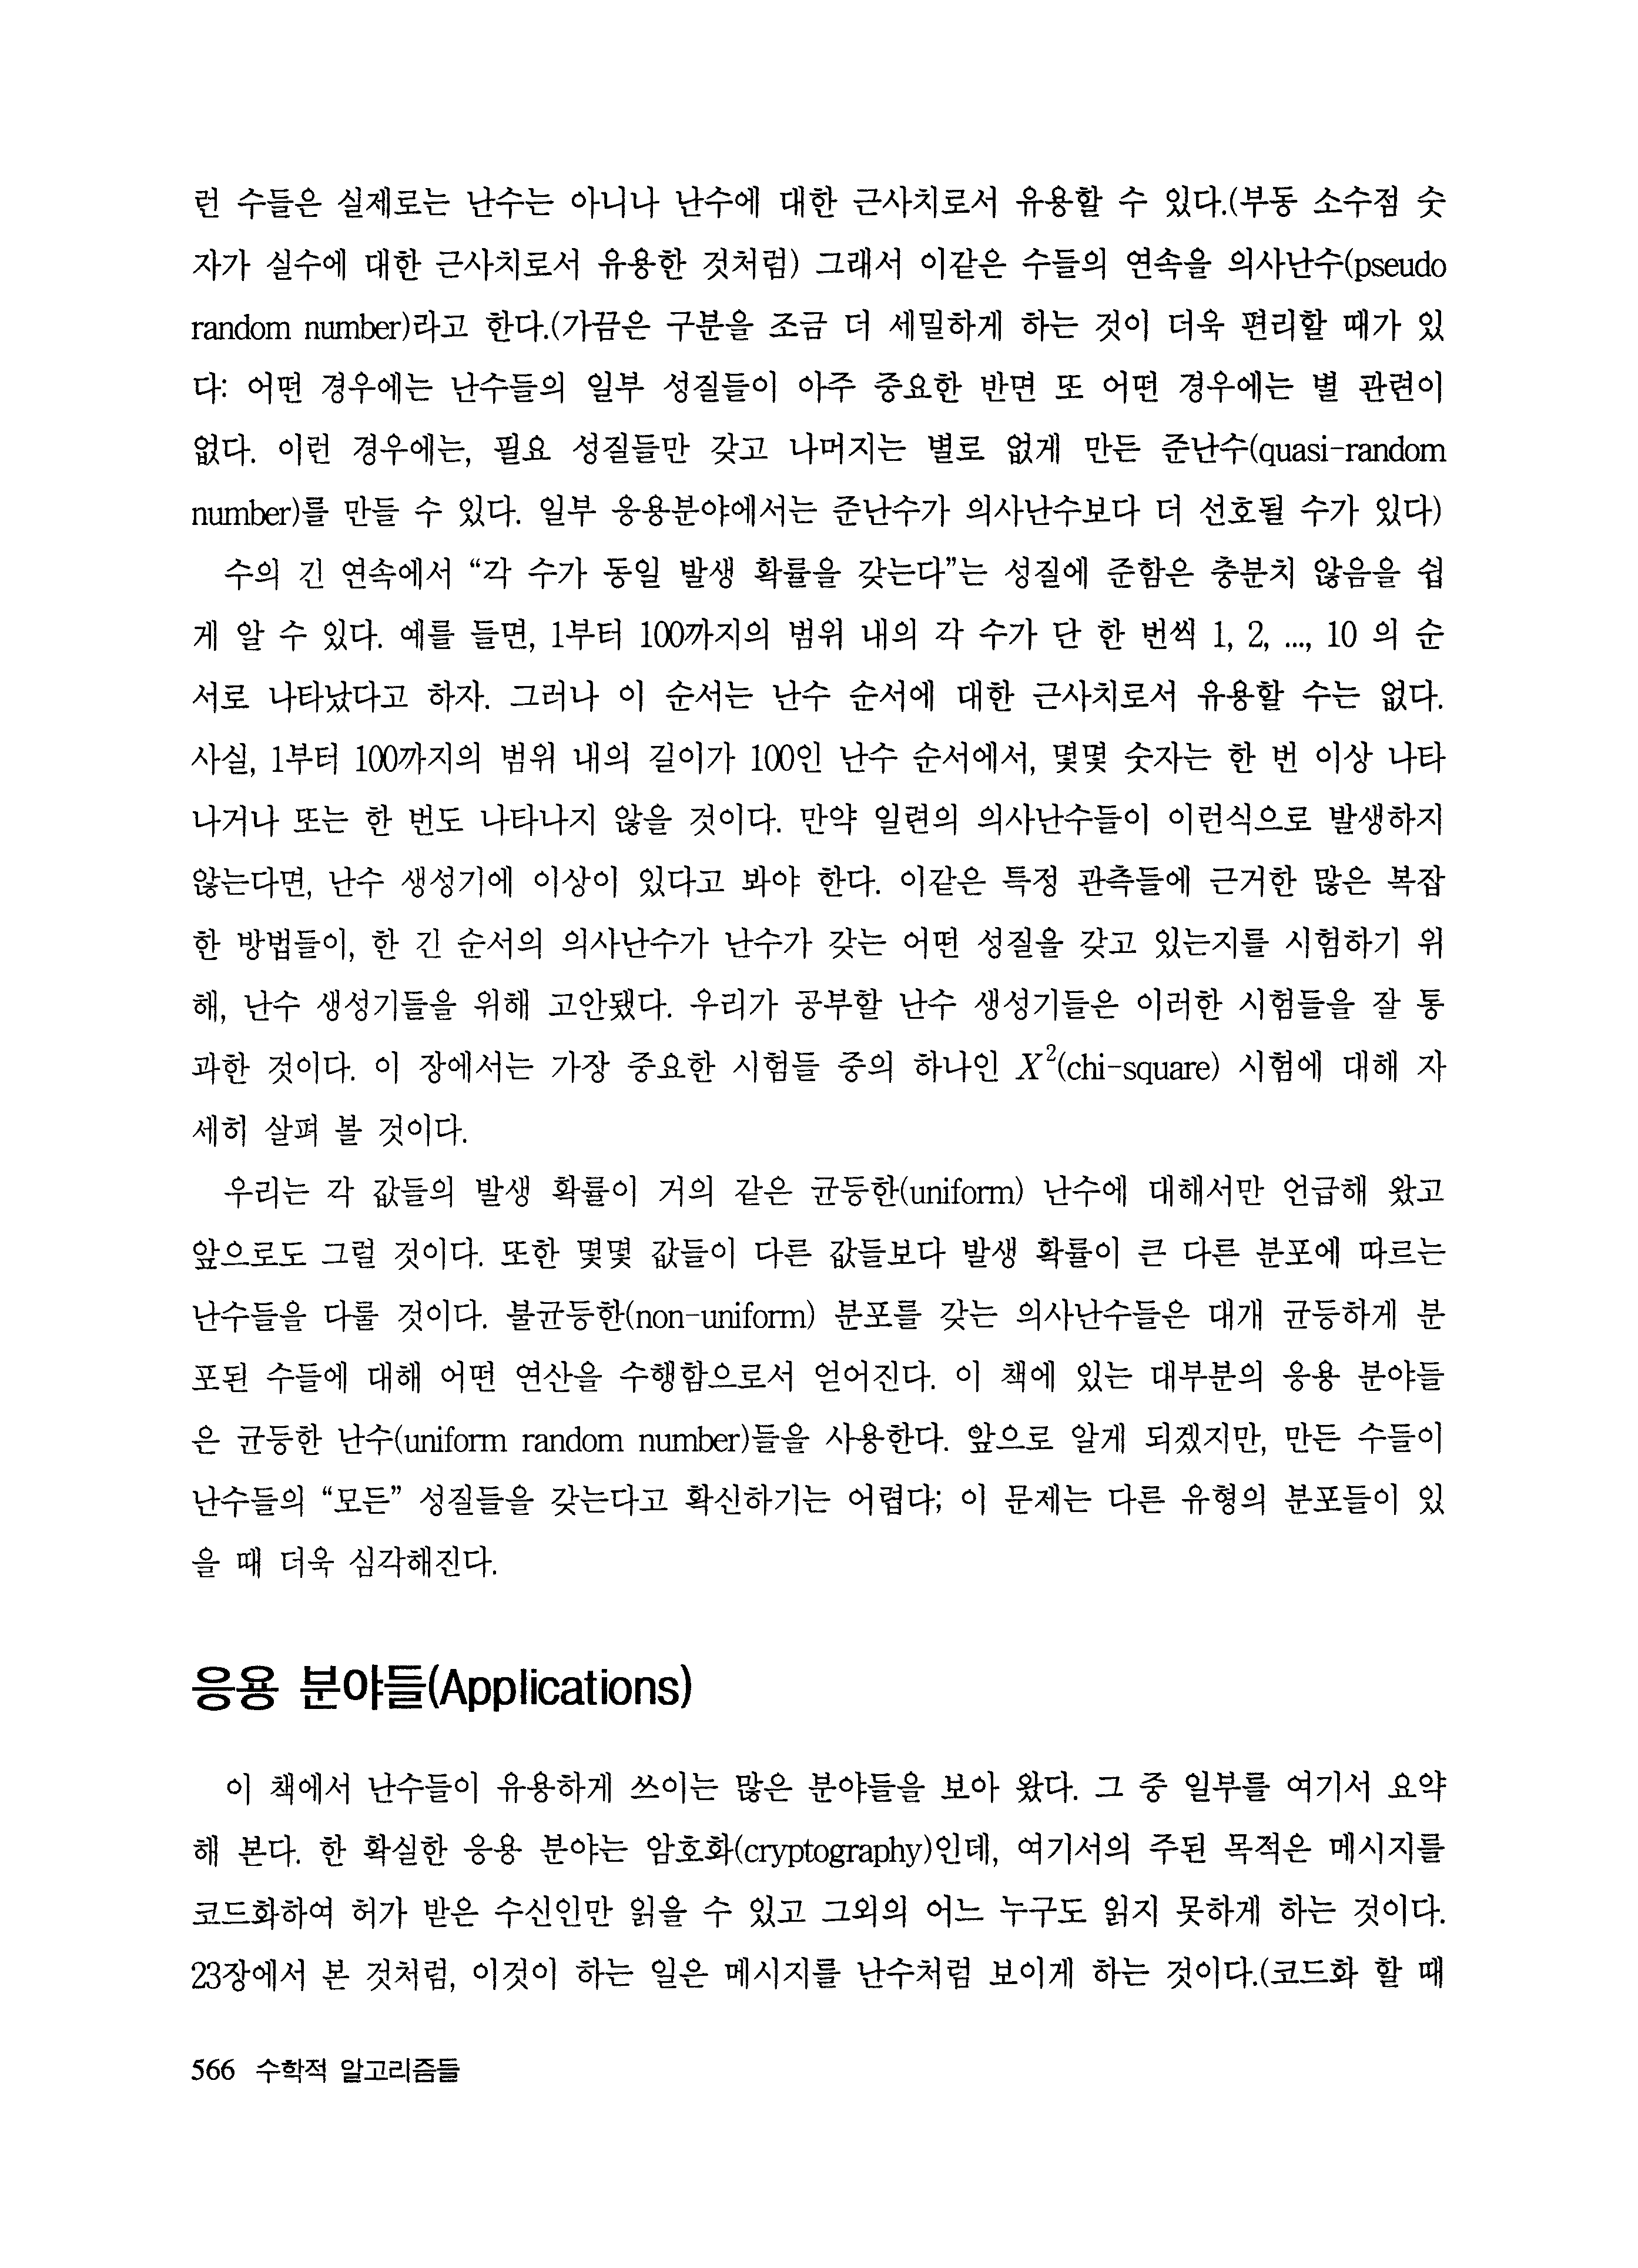 런 수들은 실제로는 난수는 아니나 난수에 대한 근사치로서 유용할 수 있다.(부동 소수점 숫
자가 실수에 대한 근사치로서 유용한 것처럼) 그래서 이같은 수들의 연속을 의사난수(pseudo
random number)라고 한다.(가끔은 구분을 조금 더 세밀하게 하는 것이 더욱 편리할 때가 있
다: 어떤 경우에는 난수들의 일부 성질들이 아주 중요한 반면 또 어떤 경우에는 별 관련이
없다. 이런 경우에는, 필요 성질들만 갖고 나머지는 별로 없게 만든 준난수(quasi-random
number)를 만들 수 있다. 일부 응용분야에서는 준난수가 의사난수보다 더 선호될 수가 있다)
수의 긴 연속에서 “각 수가 동일 발생 확률을 갖는다”는 성질에 준함은 충분치 않음을 쉽
게 알 수 있다. 예를 들면, 1부터 100까지의 범위 내의 각 수가 단 한 번씩 1, 2, ..., 10 의 순
서로 나타났다고 하자. 그러나 이 순서는 난수 순서에 대한 근사치로서 유용할 수는 없다.
사실, 1부터 100까지의 범위 내의 길이가 100인 난수 순서에서, 몇몇 숫자는 한 번 이상 나타
나거나 또는 한 번도 나타나지 않을 것이다. 만약 일련의 의사난수들이 이런식으로 발생하지
않는다면, 난수 생성기에 이상이 있다고 봐야 한다. 이같은 특정 관측들에 근거한 많은 복잡
한 방법들이, 한 긴 순서의 의사난수가 난수가 갖는 어떤 성질을 갖고 있는지를 시험하기 위
해, 난수 생성기들을 위해 고안됐다. 우리가 공부할 난수 생성기들은 이러한 시험들을 잘 통
과한 것이다. 이 장에서는 가장 중요한 시험들 중의 하나인 X²(chi-square) 시험에 대해 자
세히 살펴 볼 것이다.
우리는 각 값들의 발생 확률이 거의 같은 균등한(uniform) 난수에 대해서만 언급해 왔고
앞으로도 그럴 것이다. 또한 몇몇 값들이 다른 값들보다 발생 확률이 큰 다른 분포에 따르는
난수들을 다룰 것이다. 불균등한(non-uniform) 분포를 갖는 의사난수들은 대개 균등하게 분
포된 수들에 대해 어떤 연산을 수행함으로서 얻어진다. 이 책에 있는 대부분의 응용 분야들
은 균등한 난수(uniform random number)들을 사용한다. 앞으로 알게 되겠지만, 만든 수들이
난수들의 “모든” 성질들을 갖는다고 확신하기는 어렵다; 이 문제는 다른 유형의 분포들이 있
을 때 더욱 심각해진다.
응용 분야들(Applications)
이 책에서 난수들이 유용하게 쓰이는 많은 분야들을 보아 왔다. 그 중 일부를 여기서 요약
해 본다. 한 확실한 응용 분야는 암호화(cryptography)인데, 여기서의 주된 목적은 메시지를
코드화하여 허가 받은 수신인만 읽을 수 있고 그외의 어느 누구도 읽지 못하게 하는 것이다.
23장에서 본 것처럼, 이것이 하는 일은 메시지를 난수처럼 보이게 하는 것이다.(코드화 할 때
566 수학적 알고리즘들